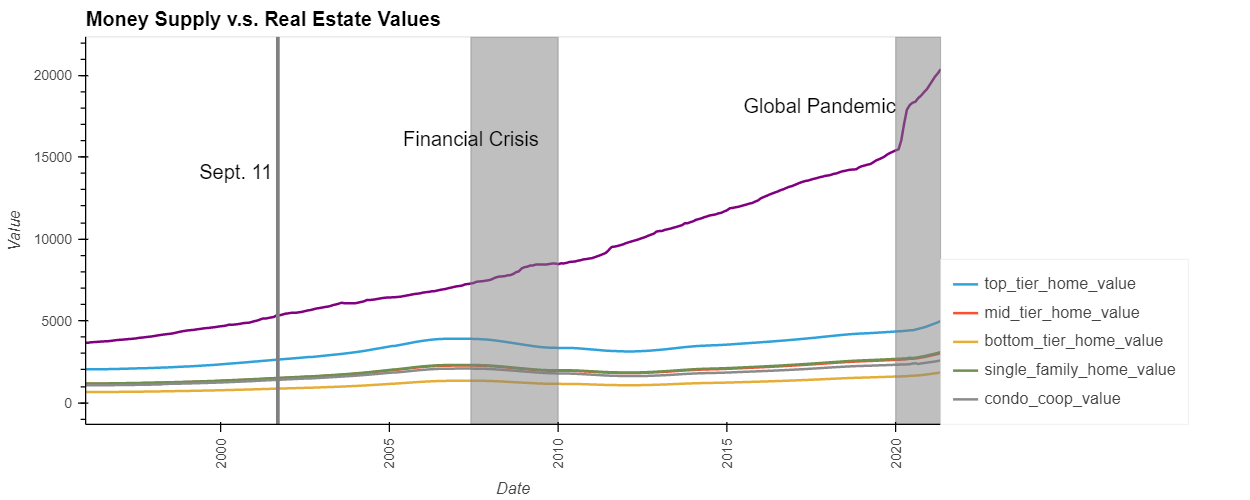 Money Supply v.s. Real Estate Values
20000
15000
10000
5000
0
Value
Sept. 11
Financial Crisis
Global Pandemic
2000
2005
2010
2015
2020
Date
top_tier_home_value
mid_tier_home_value
bottom_tier_home_value
single_family_home_value
condo_coop_value